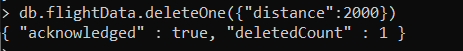 > db.flightData.deleteOne({"distance":2000})
{ "acknowledged" : true, "deletedCount" : 1 }